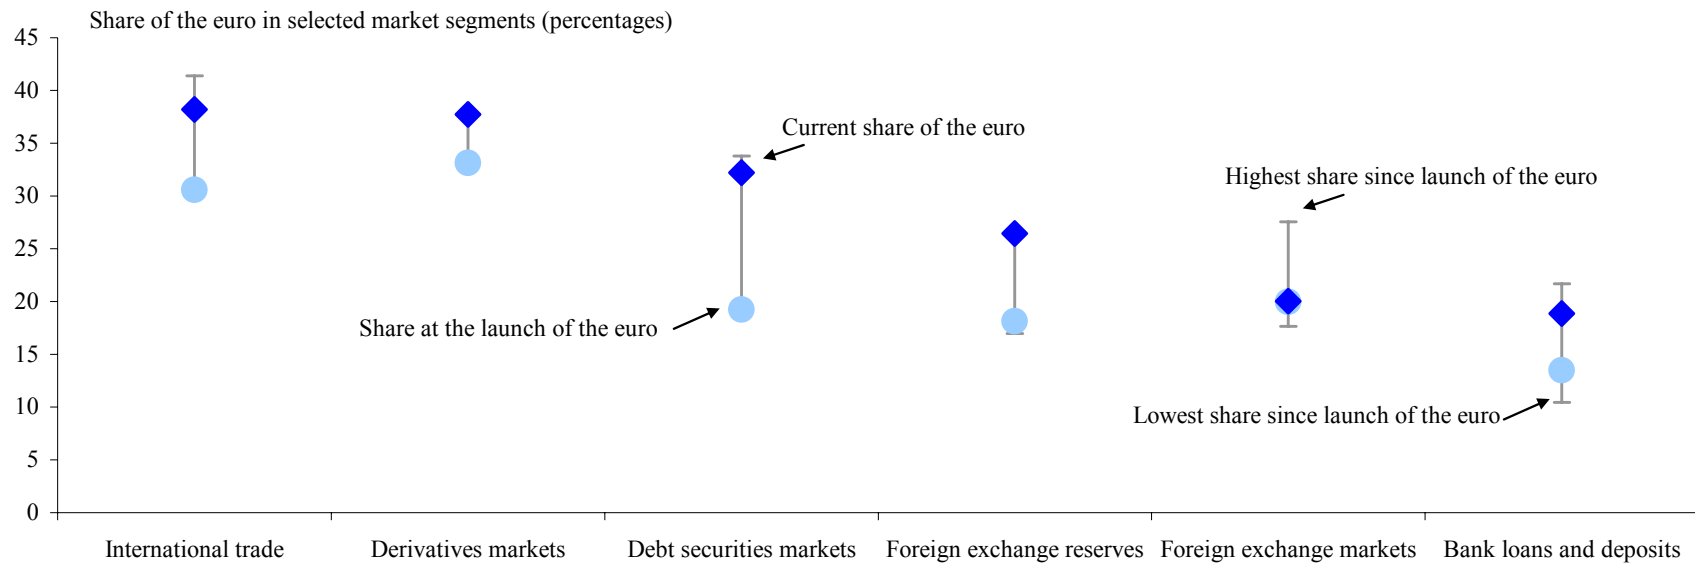 Share of the euro in selected market segments (percentages)
45
40
35
30
25
20
15
10
5
0
Current share of the euro
Highest share since launch of the euro
Share at the launch of the euro
Lowest share since launch of the euro
International trade
Derivatives markets
Debt securities markets
Foreign exchange reserves
Foreign exchange markets
Bank loans and deposits